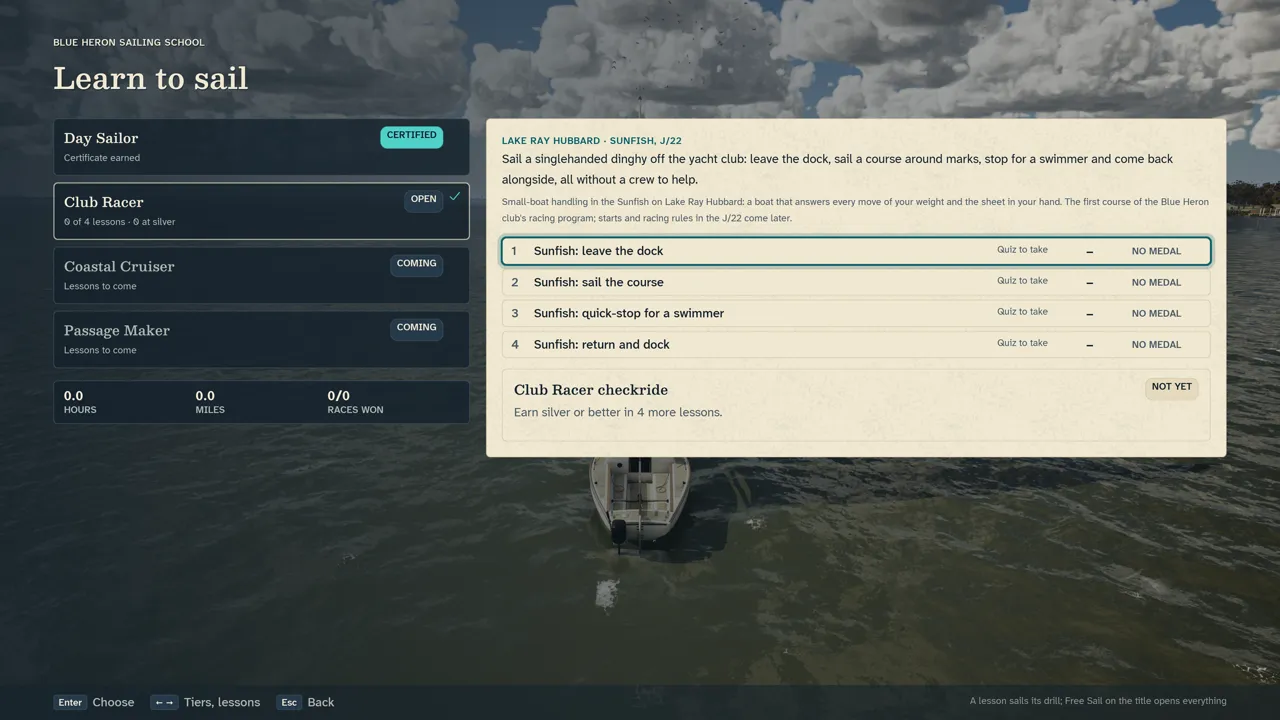 BLUE HERON SAILING SCHOOL
Learn to sail
Day Sailor
CERTIFIED
Certificate earned
Club Racer
OPEN
0 of 4 lessons · 0 at silver
Coastal Cruiser
COMING
Lessons to come
Passage Maker
COMING
Lessons to come
0.0
HOURS
0.0
MILES
0/0
RACES WON
LAKE RAY HUBBARD · SUNFISH, J/22
Sail a singlehanded dinghy off the yacht club: leave the dock, sail a course around marks, stop for a swimmer and come back
alongside, all without a crew to help.
Small-boat handling in the Sunfish on Lake Ray Hubbard: a boat that answers every move of your weight and the sheet in your hand. The first course of the Blue Heron
club's racing program; starts and racing rules in the J/22 come later.
1 Sunfish: leave the dock Quiz to take – NO MEDAL
2 Sunfish: sail the course Quiz to take – NO MEDAL
3 Sunfish: quick-stop for a swimmer Quiz to take – NO MEDAL
4 Sunfish: return and dock Quiz to take – NO MEDAL
Club Racer checkride
NOT YET
Earn silver or better in 4 more lessons.
Enter Choose ←→ Tiers, lessons Esc Back
A lesson sails its drill; Free Sail on the title opens everything